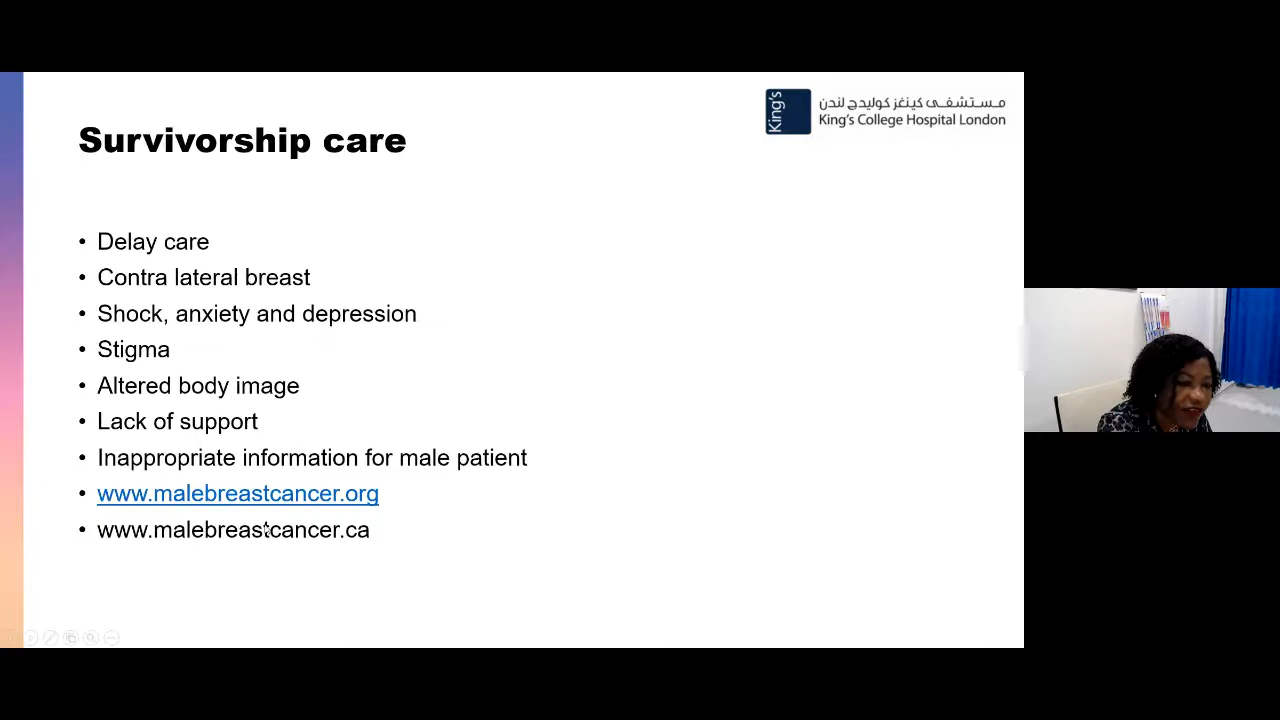 King's
مستشفى كينغز كوليدج لندن
King's College Hospital London
Survivorship care
• Delay care
• Contra lateral breast
• Shock, anxiety and depression
• Stigma
• Altered body image
• Lack of support
• Inappropriate information for male patient
• www.malebreastcancer.org
• www.malebreastcancer.ca